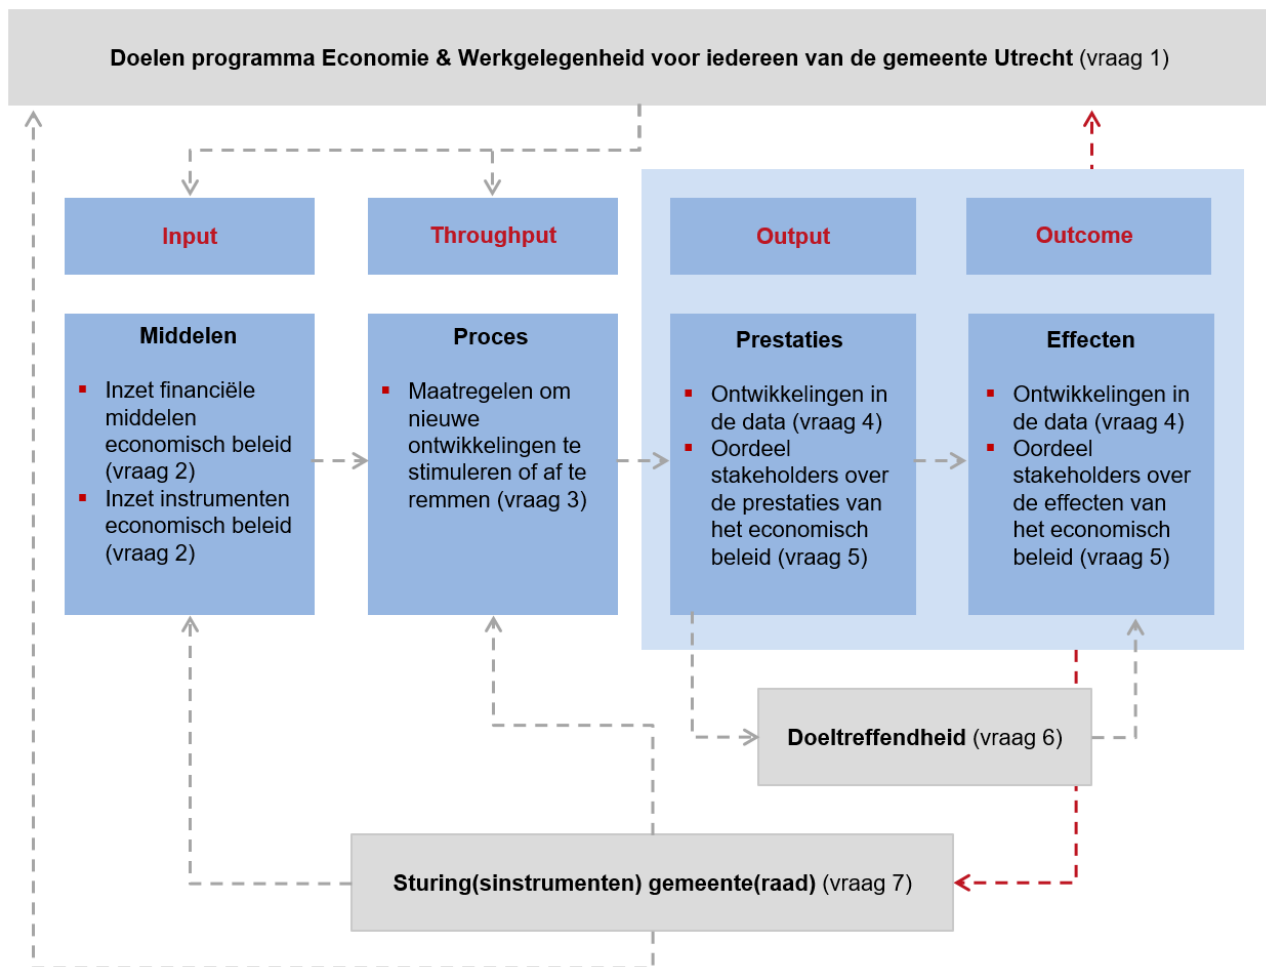 Doelen programma Economie & Werkgelegenheid voor iedereen van de gemeente Utrecht (vraag 1)
Input
Throughput
Output
Outcome
Middelen
▪ Inzet financiële
middelen
economisch beleid
(vraag 2)
▪ Inzet instrumenten
economisch beleid
(vraag 2)
Proces
▪ Maatregelen om
nieuwe
ontwikkelingen te
stimuleren of af te
remmen (vraag 3)
Prestaties
▪ Ontwikkelingen in
de data (vraag 4)
▪ Oordeel
stakeholders over
de prestaties van
het economisch
beleid (vraag 5)
Effecten
▪ Ontwikkelingen in
de data (vraag 4)
▪ Oordeel
stakeholders over
de effecten van
het economisch
beleid (vraag 5)
Doeltreffendheid (vraag 6)
Sturing(sinstrumenten) gemeente(raad) (vraag 7)